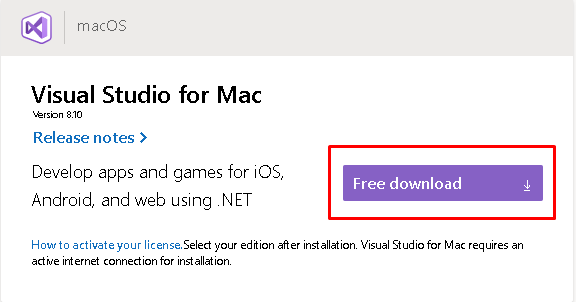 macOS
Visual Studio for Mac
Version 8.10
Release notes
Develop apps and games for iOS,
Android, and web using .NET
Free download
How to activate your license.Select your edition after installation. Visual Studio for Mac requires an
active internet connection for installation.